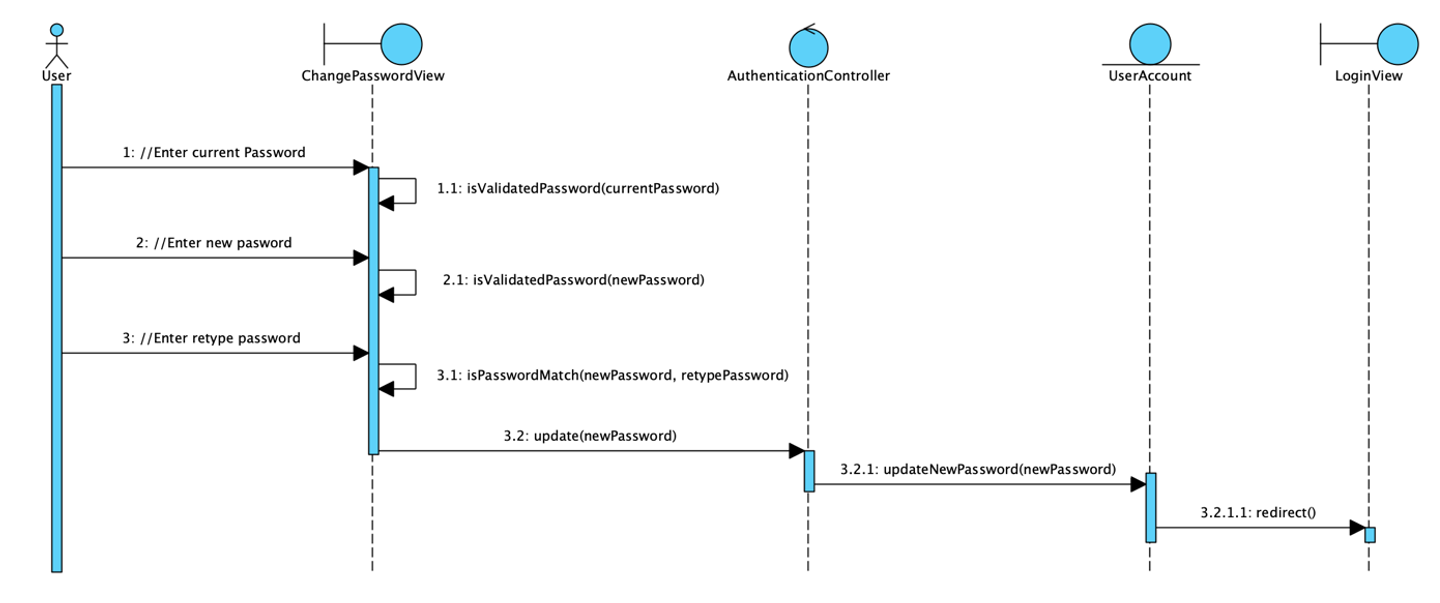 User
ChangePasswordView
AuthenticationController
UserAccount
LoginView
1: //Enter current Password
1.1: isValidatedPassword(currentPassword)
2: //Enter new pasword
2.1: isValidatedPassword(newPassword)
3: //Enter retype password
3.1: isPasswordMatch(newPassword, retypePassword)
3.2: update(newPassword)
3.2.1: updateNewPassword(newPassword)
3.2.1.1: redirect()